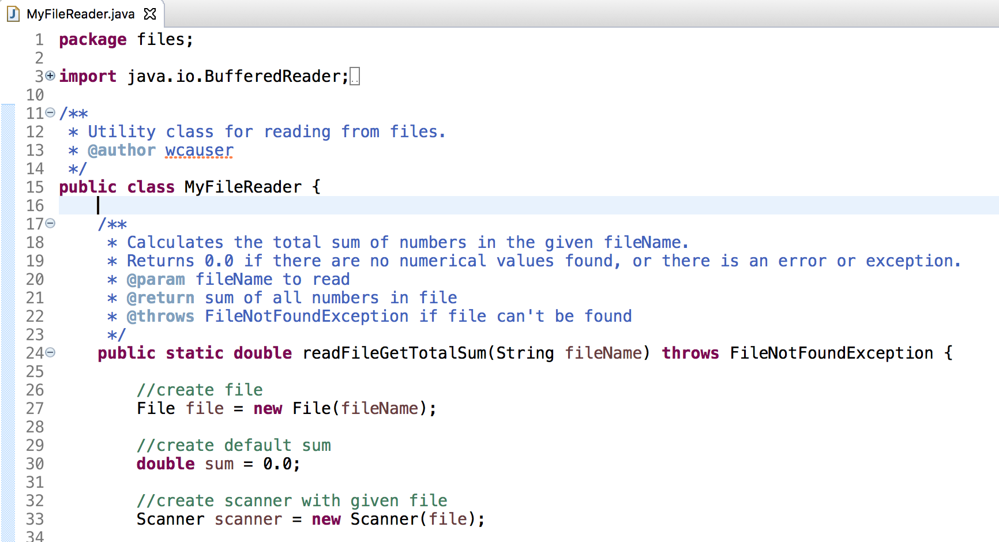 MyFileReader.java
1 package files;
2
3 import java.io.BufferedReader;
10
11 /**
12  * Utility class for reading from files.
13  * @author wcauser
14  */
15 public class MyFileReader {
16
17     /**
18      * Calculates the total sum of numbers in the given fileName.
19      * Returns 0.0 if there are no numerical values found, or there is an error or exception.
20      * @param fileName to read
21      * @return sum of all numbers in file
22      * @throws FileNotFoundException if file can't be found
23      */
24     public static double readFileGetTotalSum(String fileName) throws FileNotFoundException {
25
26         //create file
27         File file = new File(fileName);
28
29         //create default sum
30         double sum = 0.0;
31
32         //create scanner with given file
33         Scanner scanner = new Scanner(file);
34